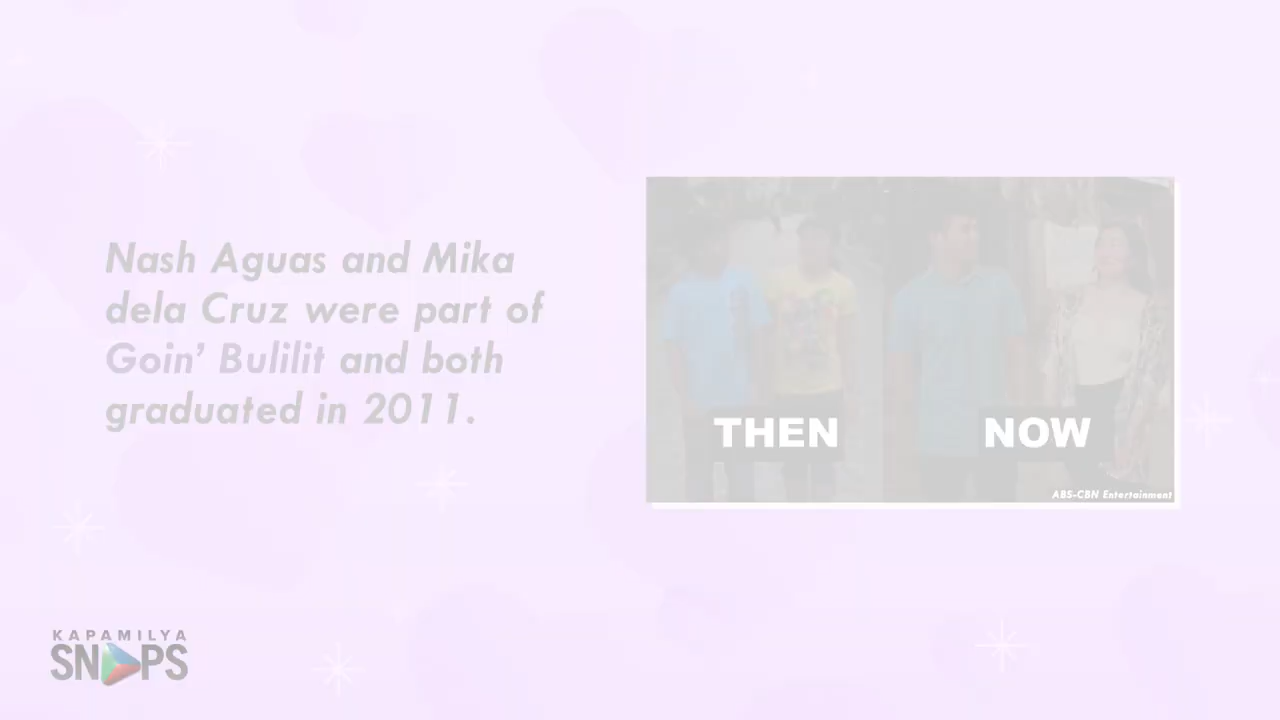 Nash Aguas and Mika
dela Cruz were part of
Goin’ Bulilit and both
graduated in 2011.
THEN
NOW
ABS-CBN Entertainment
KAPAMILYA
SNAPS